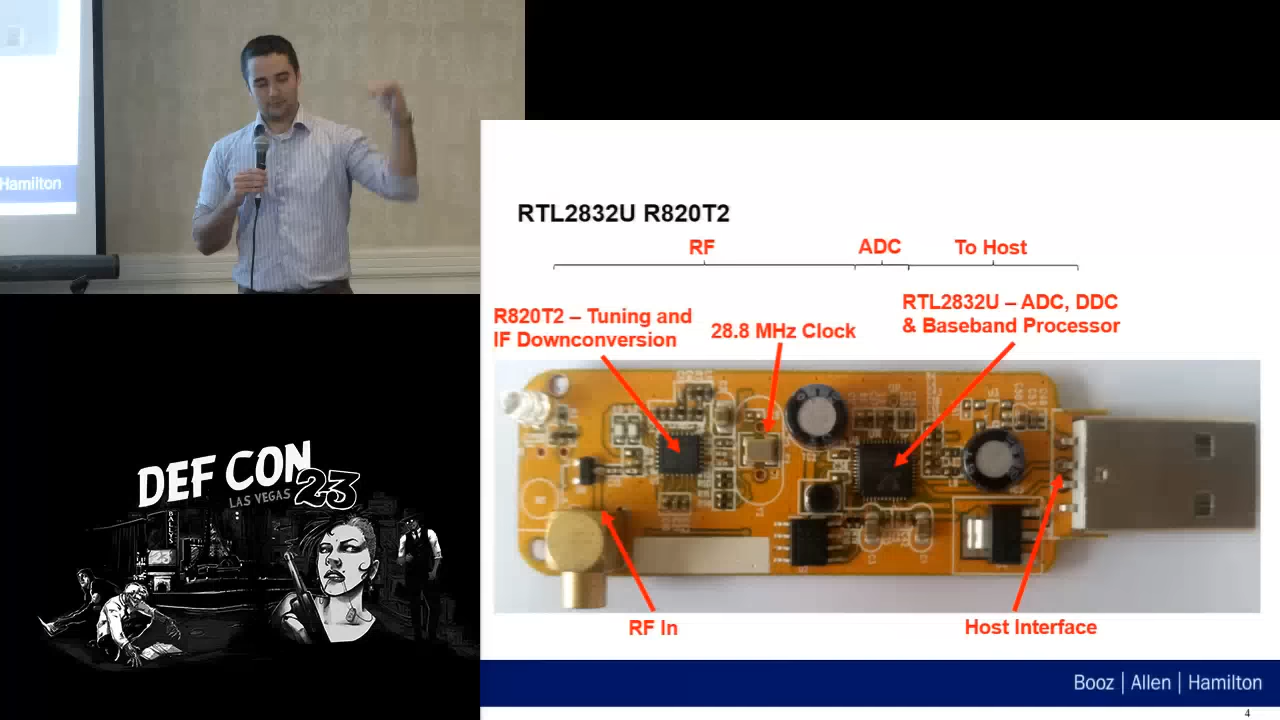 Hamilton
RTL2832U R820T2
RF
ADC
To Host
R820T2 – Tuning and
IF Downconversion
28.8 MHz Clock
RTL2832U – ADC, DDC
& Baseband Processor
RF In
Host Interface
DEF CON
LAS VEGAS
23
BALLYS
Booz | Allen | Hamilton
4